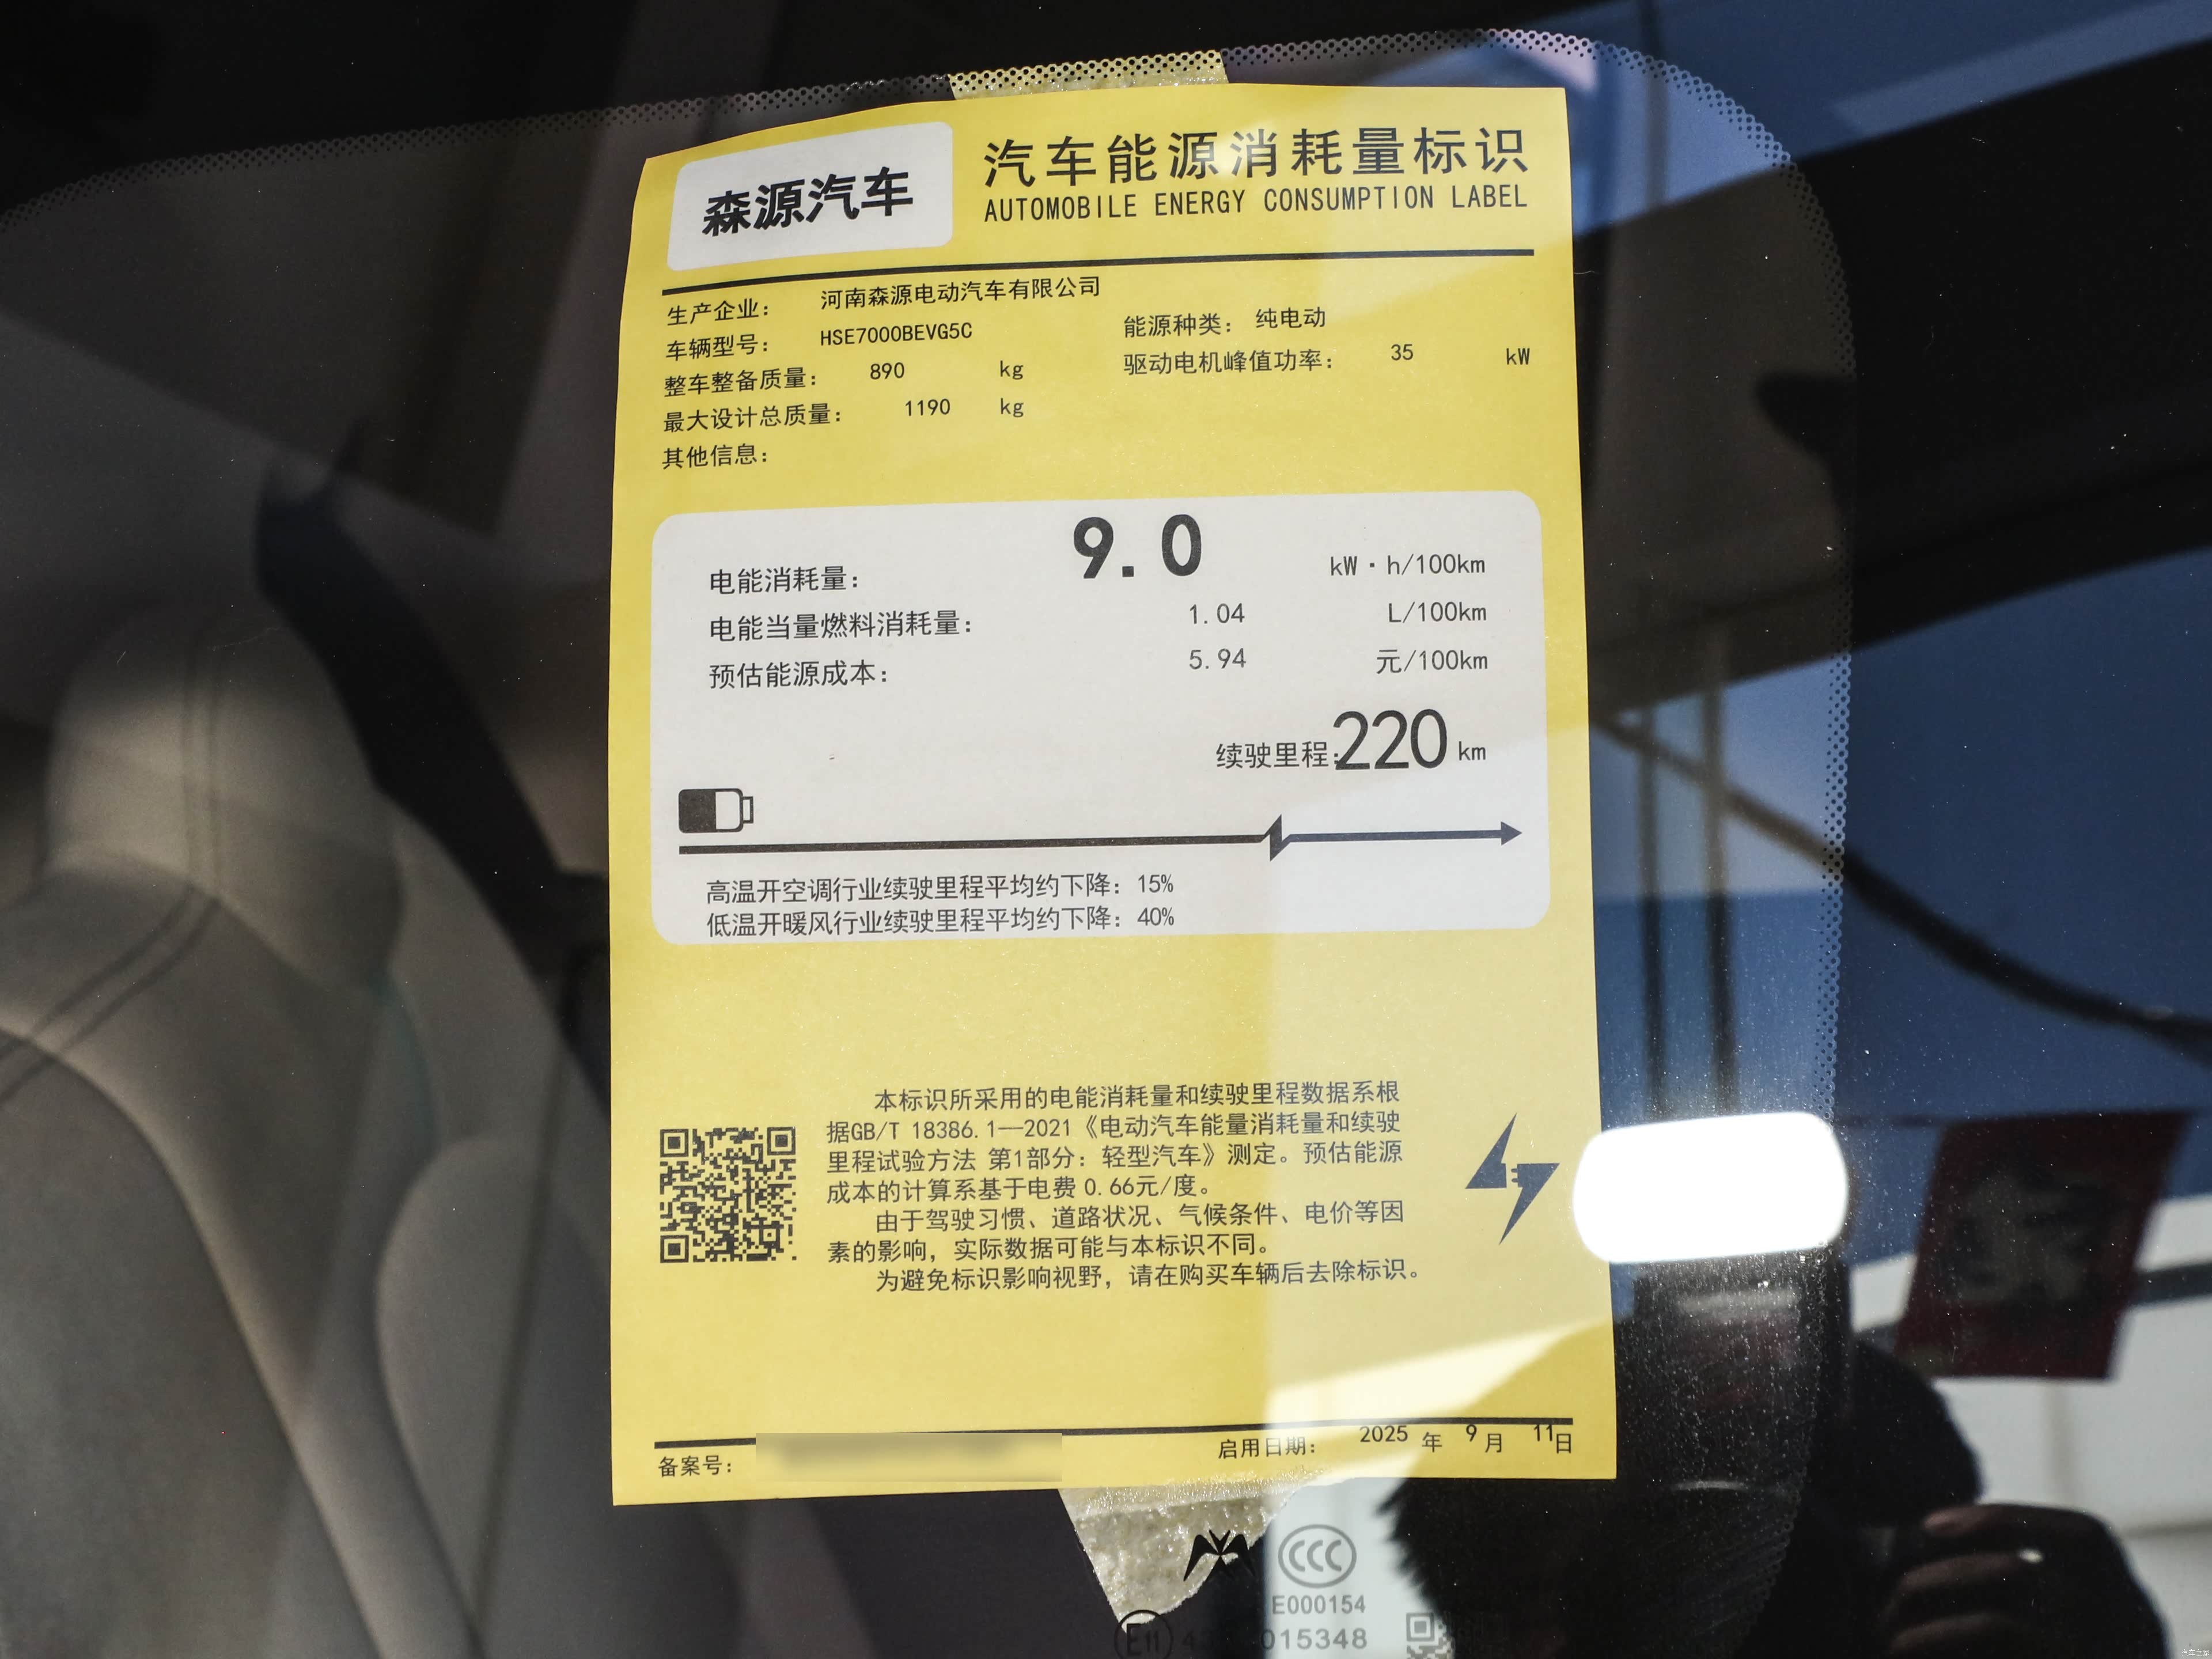 森源汽车
汽车能源消耗量标识
AUTOMOBILE ENERGY CONSUMPTION LABEL
生产企业： 河南森源电动汽车有限公司
车辆型号： HSE7000BEVG5C 能源种类： 纯电动
整车整备质量： 890 kg 驱动电机峰值功率： 35 kW
最大设计总质量： 1190 kg
其他信息：
电能消耗量： 9.0 kW·h/100km
电能当量燃料消耗量： 1.04 L/100km
预估能源成本： 5.94 元/100km
续驶里程：220 km
高温开空调行业续驶里程平均约下降：15%
低温开暖风行业续驶里程平均约下降：40%
本标识所采用的电能消耗量和续驶里程数据系根
据GB/T 18386.1—2021《电动汽车能量消耗量和续驶
里程试验方法 第1部分：轻型汽车》测定。预估能源
成本的计算系基于电费 0.66元/度。
由于驾驶习惯、道路状况、气候条件、电价等因
素的影响，实际数据可能与本标识不同。
为避免标识影响视野，请在购买车辆后去除标识。
备案号： 启用日期： 2025 年 9 月 11日
CCC
E000154
E11 015348
汽车之家